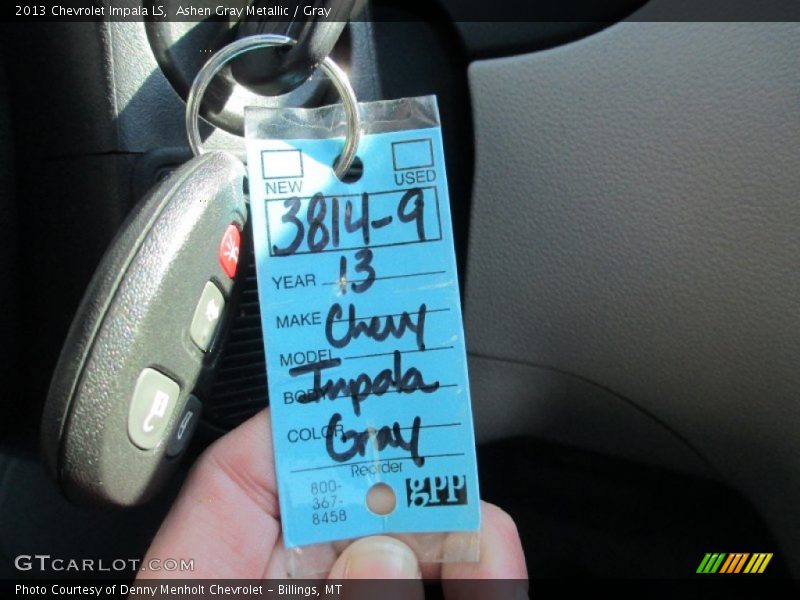 2013 Chevrolet Impala LS, Ashen Gray Metallic / Gray
NEW USED
3814-9
YEAR 13
MAKE Chevy
MODEL
BODY Impala
COLOR Gray
Reorder
800-
367-
8458
gpp
GTCARLOT.COM
Photo Courtesy of Denny Menholt Chevrolet - Billings, MT